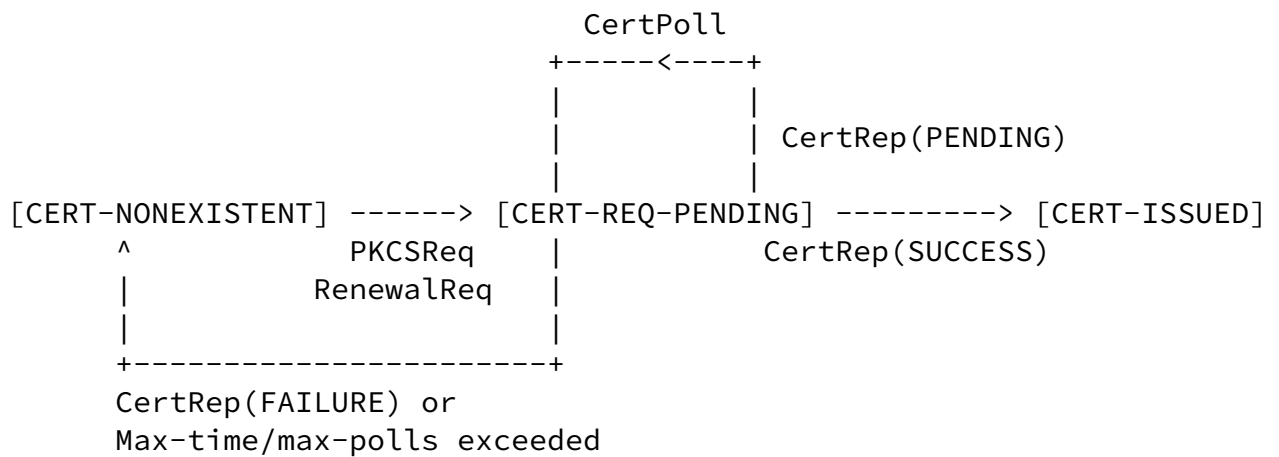 CertPoll
+-----<----+
|          |
|          | CertRep(PENDING)
|          |
[CERT-NONEXISTENT] ------> [CERT-REQ-PENDING] ---------> [CERT-ISSUED]
^            PKCSReq    |           CertRep(SUCCESS)
|          RenewalReq   |
|                       |
+-----------------------+
CertRep(FAILURE) or
Max-time/max-polls exceeded